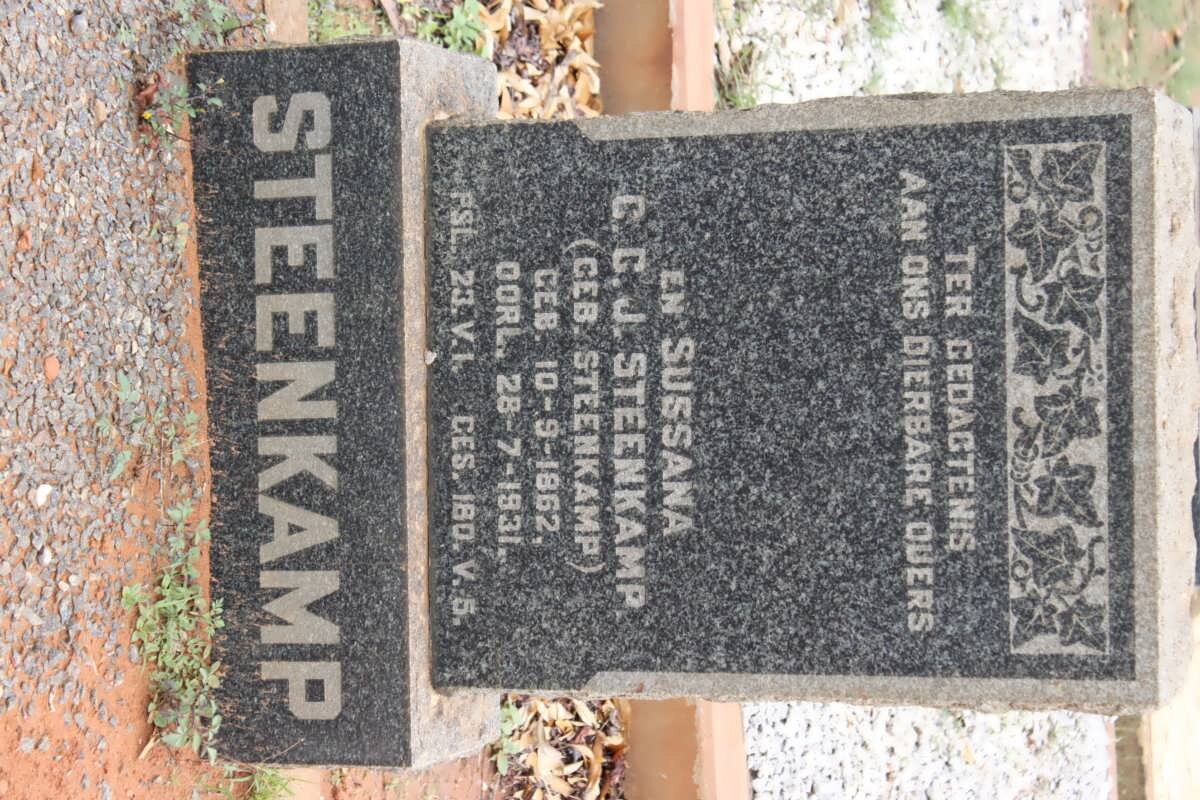 TER GEDAGTENIS
AAN ONS DIERBARE OUERS
EN SUSSANA
G. C. J. STEENKAMP
(GEB. STEENKAMP)
GEB. 10-9-1862.
OORL. 28-7-1931.
PSL. 23. V. 1. GES. 180. V. 5.
STEENKAMP